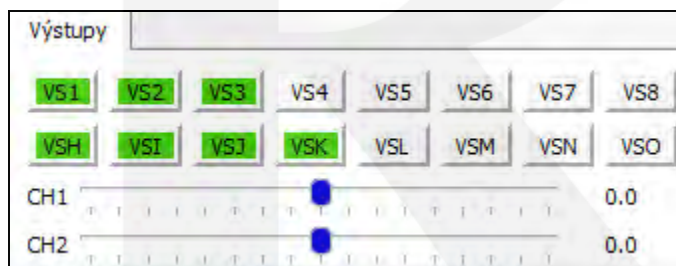 Výstupy
VS1 VS2 VS3 VS4 VS5 VS6 VS7 VS8
VSH VSI VSJ VSK VSL VSM VSN VSO
CH1 0.0
CH2 0.0